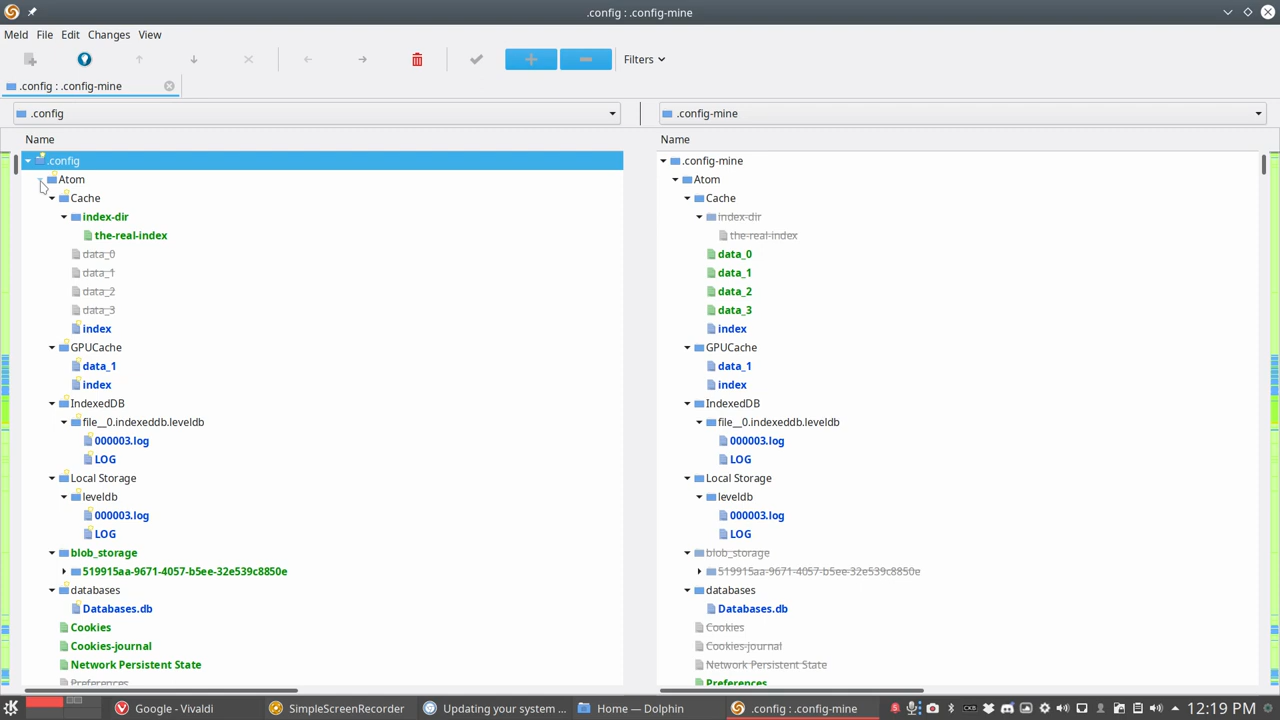 .config : .config-mine
Meld File Edit Changes View
Filters
.config : .config-mine
.config
.config-mine
Name
.config
Atom
Cache
index-dir
the-real-index
data_0
data_1
data_2
data_3
index
GPUCache
data_1
index
IndexedDB
file__0.indexeddb.leveldb
000003.log
LOG
Local Storage
leveldb
000003.log
LOG
blob_storage
519915aa-9671-4057-b5ee-32e539c8850e
databases
Databases.db
Cookies
Cookies-journal
Network Persistent State
Preferences
Name
.config-mine
Atom
Cache
index-dir
the-real-index
data_0
data_1
data_2
data_3
index
GPUCache
data_1
index
IndexedDB
file__0.indexeddb.leveldb
000003.log
LOG
Local Storage
leveldb
000003.log
LOG
blob_storage
519915aa-9671-4057-b5ee-32e539c8850e
databases
Databases.db
Cookies
Cookies-journal
Network Persistent State
Preferences
Google - Vivaldi
SimpleScreenRecorder
Updating your system ...
Home — Dolphin
.config : .config-mine
12:19 PM